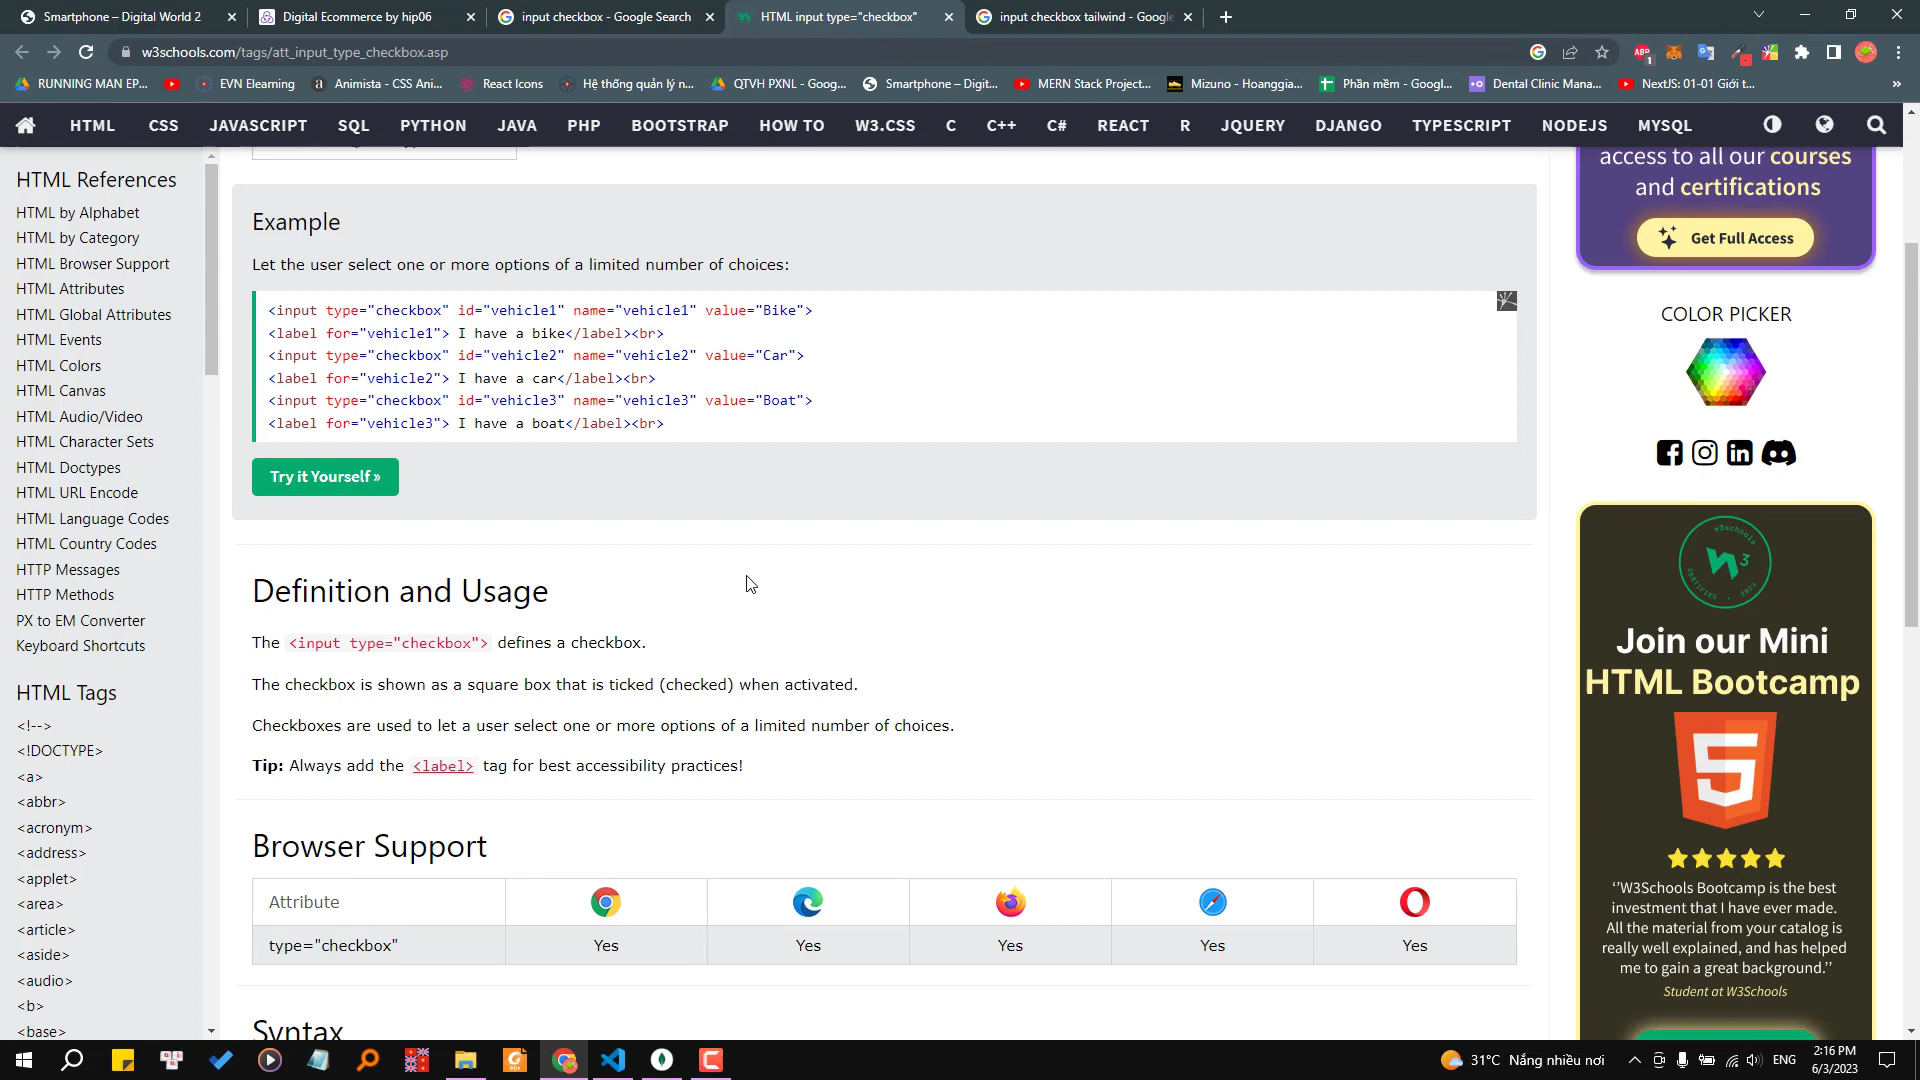 Smartphone – Digital World 2
Digital Ecommerce by hip06
input checkbox - Google Search
HTML input type="checkbox"
input checkbox tailwind - Google
w3schools.com/tags/att_input_type_checkbox.asp
RUNNING MAN EP...
EVN Elearning
Animista - CSS Ani...
React Icons
Hệ thống quản lý n...
QTVH PXNL - Goog...
Smartphone – Digit...
MERN Stack Project...
Mizuno - Hoanggia...
Phần mềm - Googl...
Dental Clinic Mana...
NextJS: 01-01 Giới t...
HTML CSS JAVASCRIPT SQL PYTHON JAVA PHP BOOTSTRAP HOW TO W3.CSS C C++ C# REACT R JQUERY DJANGO TYPESCRIPT NODEJS MYSQL
HTML References
HTML by Alphabet
HTML by Category
HTML Browser Support
HTML Attributes
HTML Global Attributes
HTML Events
HTML Colors
HTML Canvas
HTML Audio/Video
HTML Character Sets
HTML Doctypes
HTML URL Encode
HTML Language Codes
HTML Country Codes
HTTP Messages
HTTP Methods
PX to EM Converter
Keyboard Shortcuts
HTML Tags
<!-->
<!DOCTYPE>
<a>
<abbr>
<acronym>
<address>
<applet>
<area>
<article>
<aside>
<audio>
<b>
<base>
Example
Let the user select one or more options of a limited number of choices:
<input type="checkbox" id="vehicle1" name="vehicle1" value="Bike">
<label for="vehicle1"> I have a bike</label><br>
<input type="checkbox" id="vehicle2" name="vehicle2" value="Car">
<label for="vehicle2"> I have a car</label><br>
<input type="checkbox" id="vehicle3" name="vehicle3" value="Boat">
<label for="vehicle3"> I have a boat</label><br>
Try it Yourself »
Definition and Usage
The <input type="checkbox"> defines a checkbox.
The checkbox is shown as a square box that is ticked (checked) when activated.
Checkboxes are used to let a user select one or more options of a limited number of choices.
Tip: Always add the <label> tag for best accessibility practices!
Browser Support
Attribute
type="checkbox" Yes Yes Yes Yes Yes
Syntax
access to all our courses
and certifications
Get Full Access
COLOR PICKER
w3schools
CERTIFIED . 2023
Join our Mini
HTML Bootcamp
''W3Schools Bootcamp is the best
investment that I have ever made.
All the material from your catalog is
really well explained, and has helped
me to gain a great background.''
Student at W3Schools
31°C Nắng nhiều nơi
ENG
2:16 PM
6/3/2023